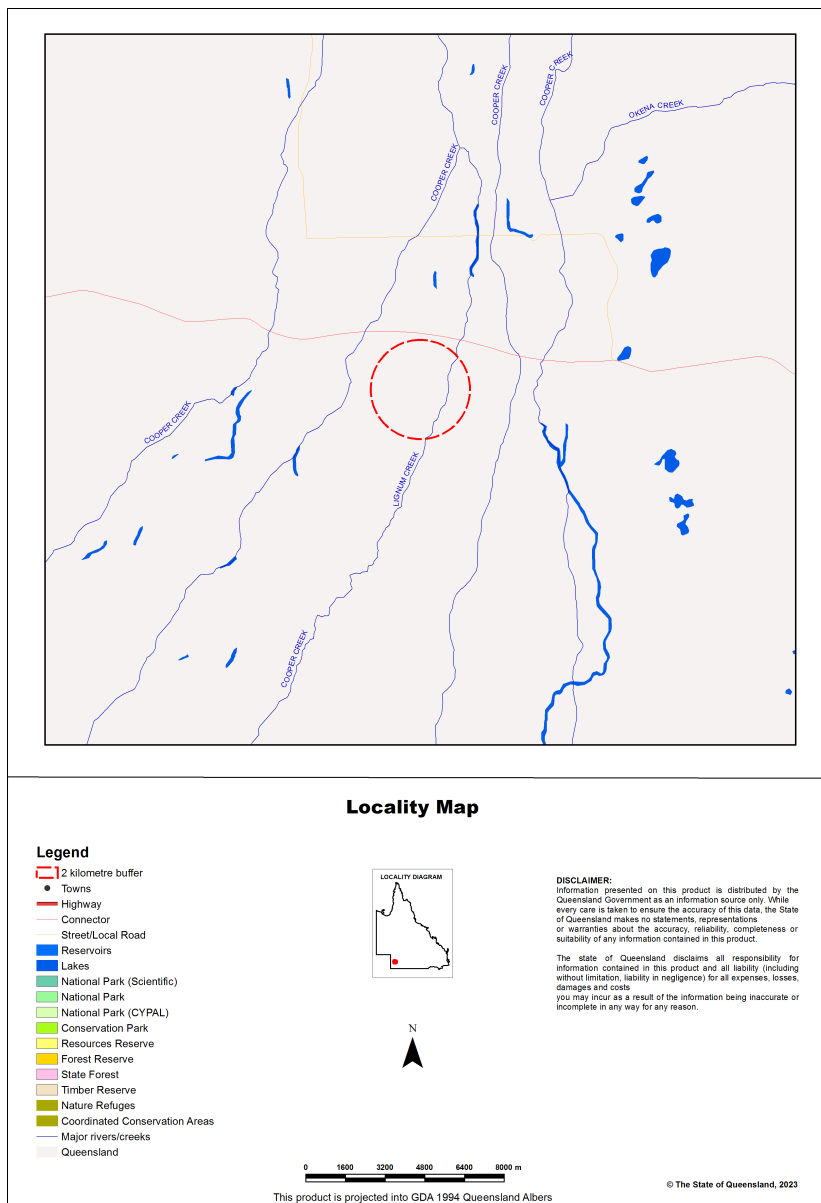 COOPER CREEK
COOPER CREEK
OKENA CREEK
COOPER CREEK
COOPER CREEK
LIGNUM CREEK
COOPER CREEK
Locality Map
Legend
2 kilometre buffer
Towns
Highway
Connector
Street/Local Road
Reservoirs
Lakes
National Park (Scientific)
National Park
National Park (CYPAL)
Conservation Park
Resources Reserve
Forest Reserve
State Forest
Timber Reserve
Nature Refuges
Coordinated Conservation Areas
Major rivers/creeks
Queensland
LOCALITY DIAGRAM
N
DISCLAIMER:
Information presented on this product is distributed by the
Queensland Government as an information source only. While
every care is taken to ensure the accuracy of this data, the State
of Queensland makes no statements, representations
or warranties about the accuracy, reliability, completeness or
suitability of any information contained in this product.
The state of Queensland disclaims all responsibility for
information contained in this product and all liability (including
without limitation, liability in negligence) for all expenses, losses,
damages and costs
you may incur as a result of the information being inaccurate or
incomplete in any way for any reason.
0 1600 3200 4800 6400 8000 m
This product is projected into GDA 1994 Queensland Albers
© The State of Queensland, 2023